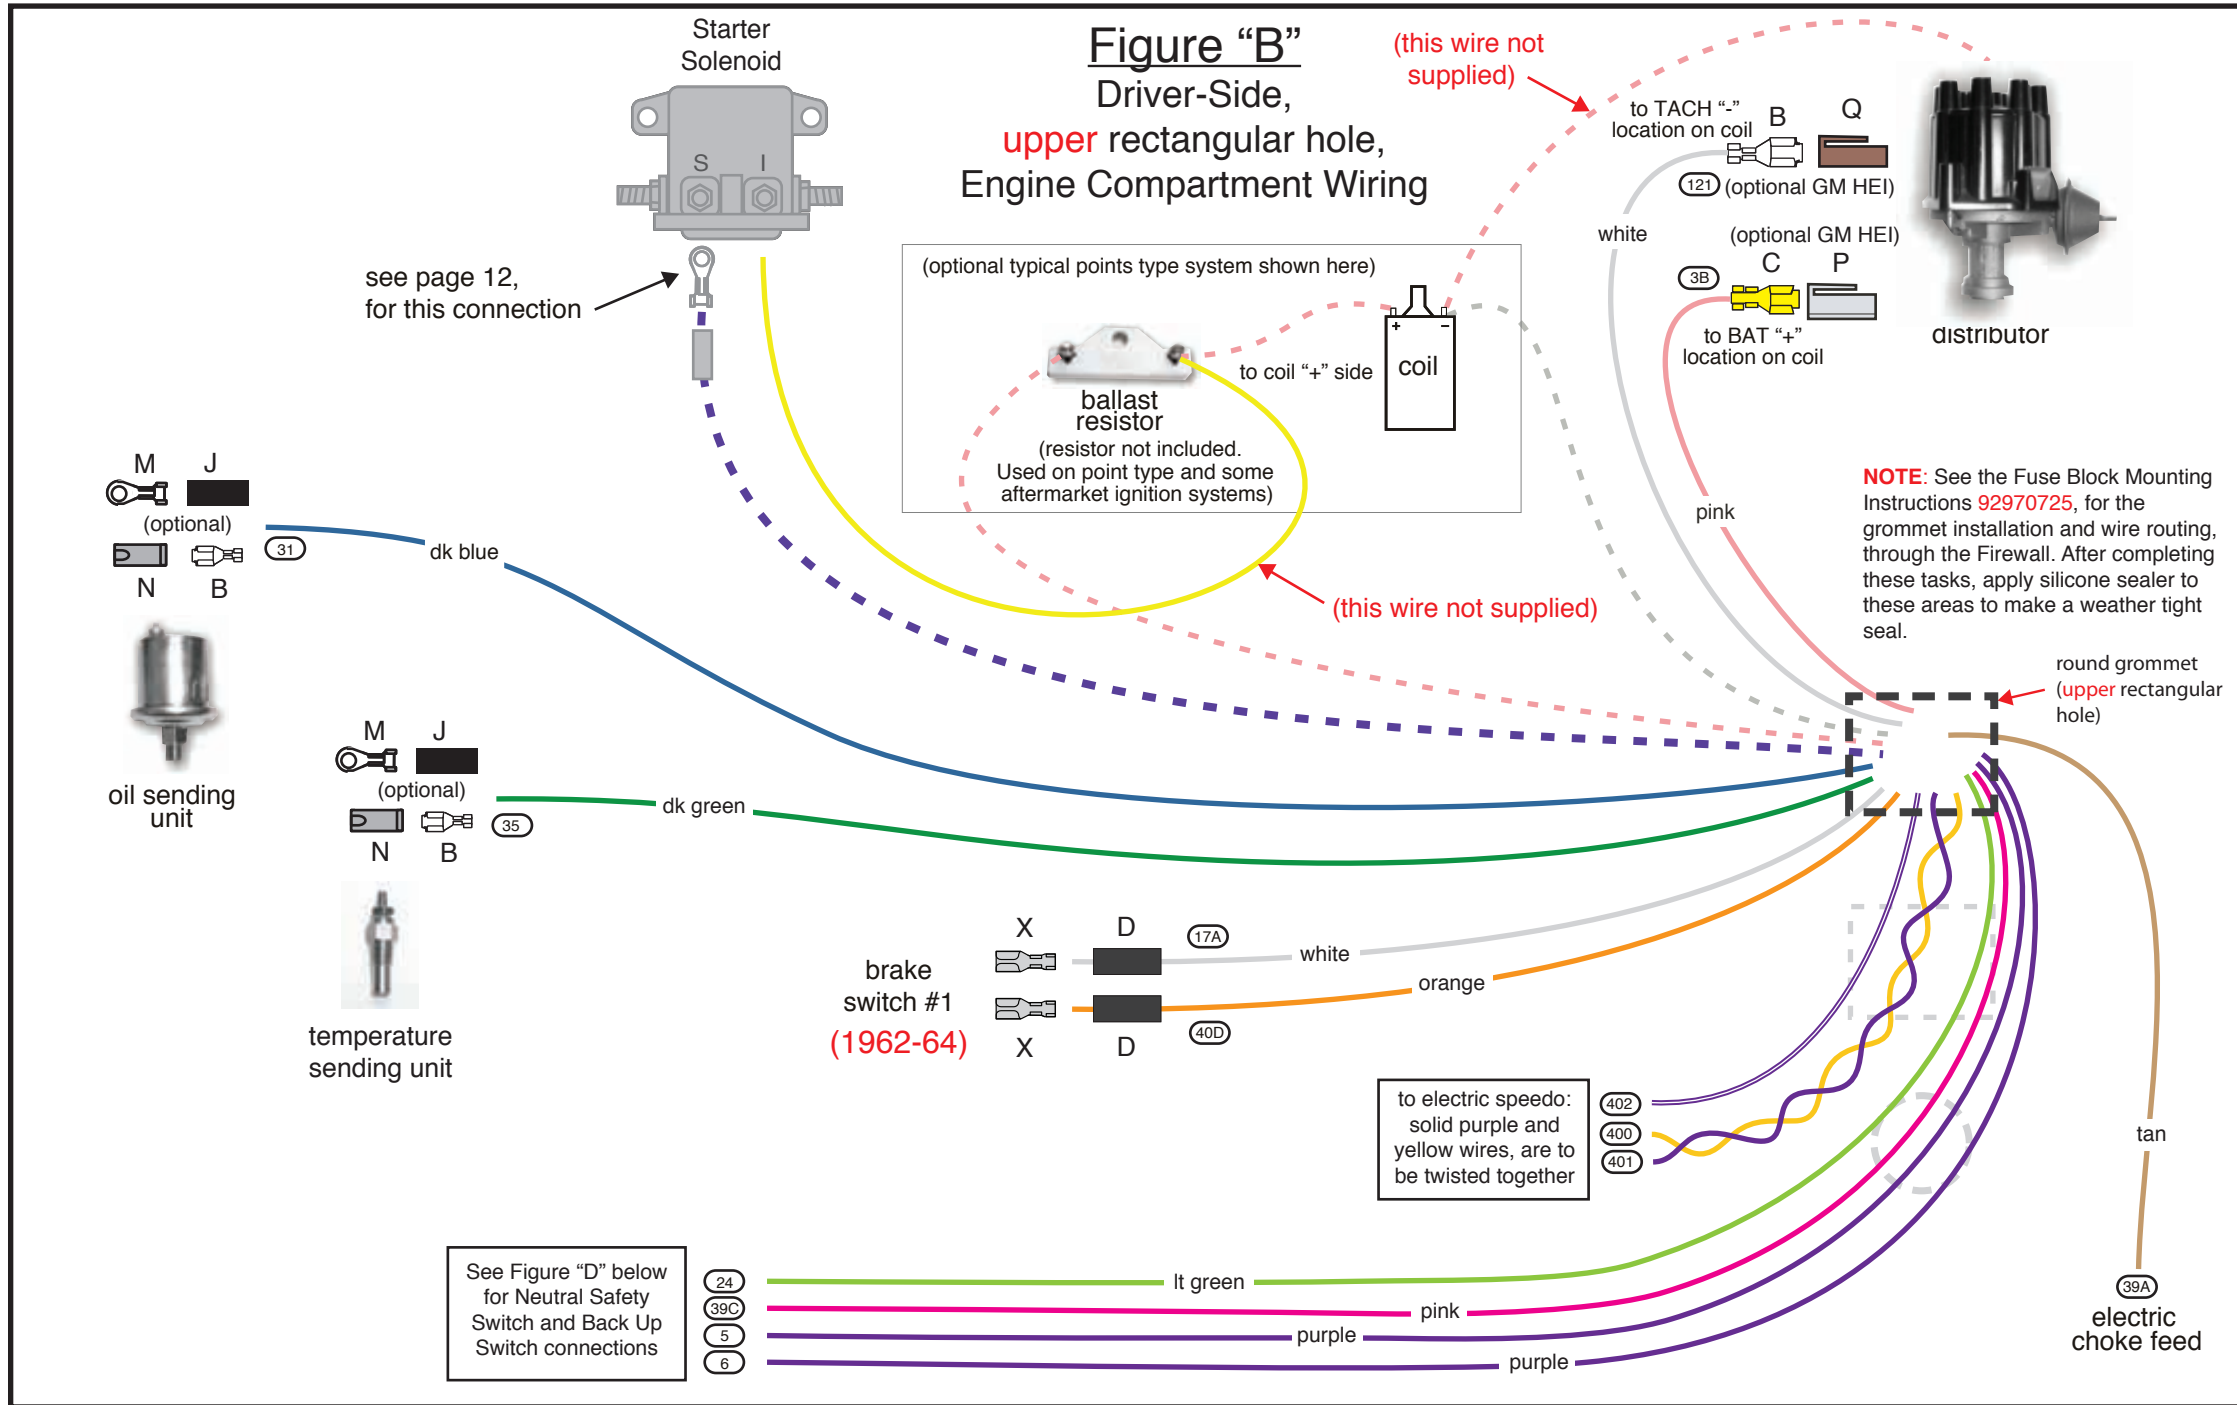 Figure “B”
Driver-Side,
upper rectangular hole,
Engine Compartment Wiring
Starter
Solenoid
S I
see page 12,
for this connection
(this wire not
supplied)
to TACH “-”
location on coil
B Q
121 (optional GM HEI)
white
(optional GM HEI)
3B
C P
to BAT “+”
location on coil
distributor
pink
(optional typical points type system shown here)
+ –
coil
to coil “+” side
ballast
resistor
(resistor not included.
Used on point type and some
aftermarket ignition systems)
(this wire not supplied)
NOTE: See the Fuse Block Mounting
Instructions 92970725, for the
grommet installation and wire routing,
through the Firewall. After completing
these tasks, apply silicone sealer to
these areas to make a weather tight
seal.
round grommet
(upper rectangular
hole)
M J
(optional)
31
N B
dk blue
oil sending
unit
M J
(optional)
35
N B
dk green
temperature
sending unit
brake
switch #1
(1962-64)
X D
17A
white
orange
40D
X D
to electric speedo:
solid purple and
yellow wires, are to
be twisted together
402
400
401
tan
39A
electric
choke feed
See Figure “D” below
for Neutral Safety
Switch and Back Up
Switch connections
24
39C
5
6
lt green
pink
purple
purple